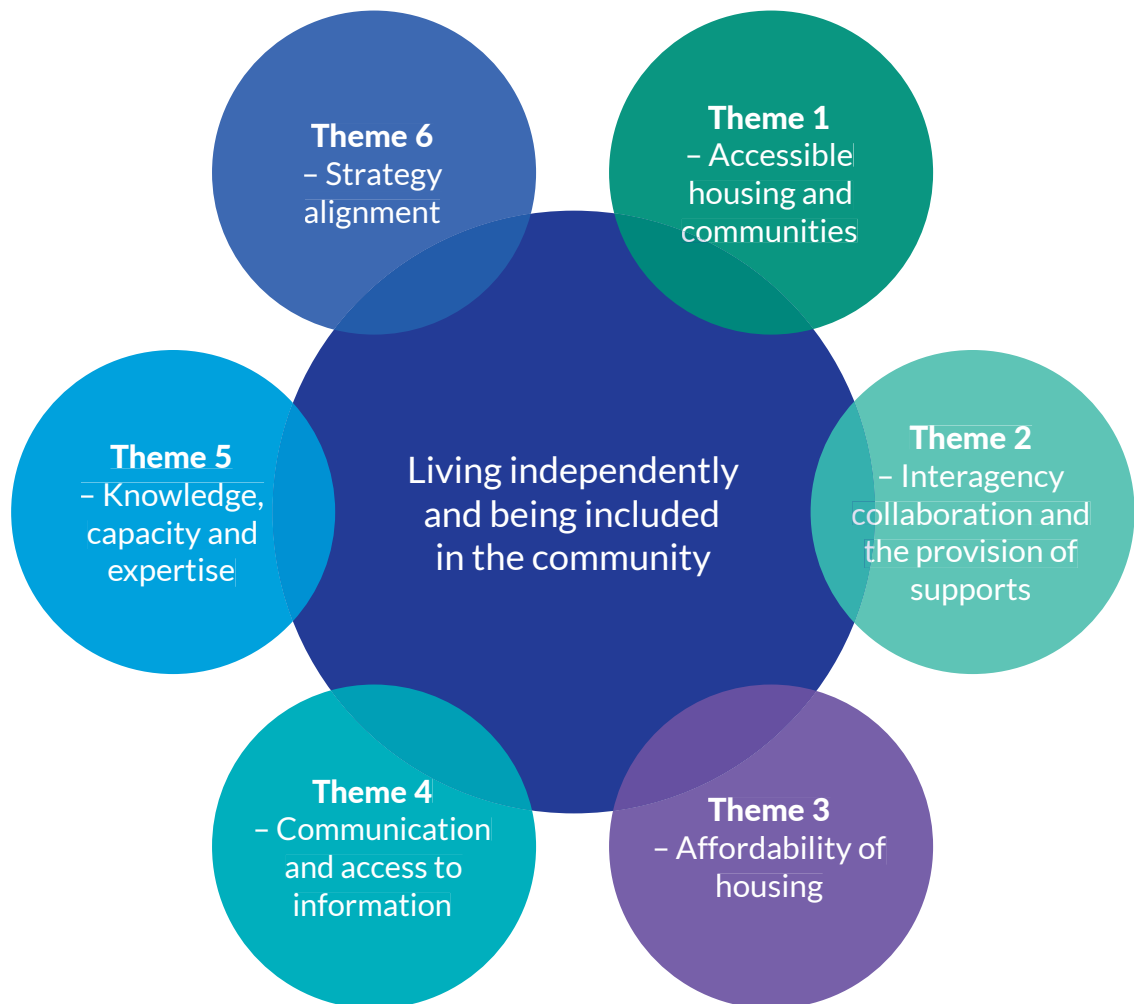 Theme 1
– Accessible
housing and
communities
Theme 2
– Interagency
collaboration and
the provision of
supports
Theme 3
– Affordability of
housing
Theme 4
– Communication
and access to
information
Theme 5
– Knowledge,
capacity and
expertise
Theme 6
– Strategy
alignment
Living independently
and being included
in the community